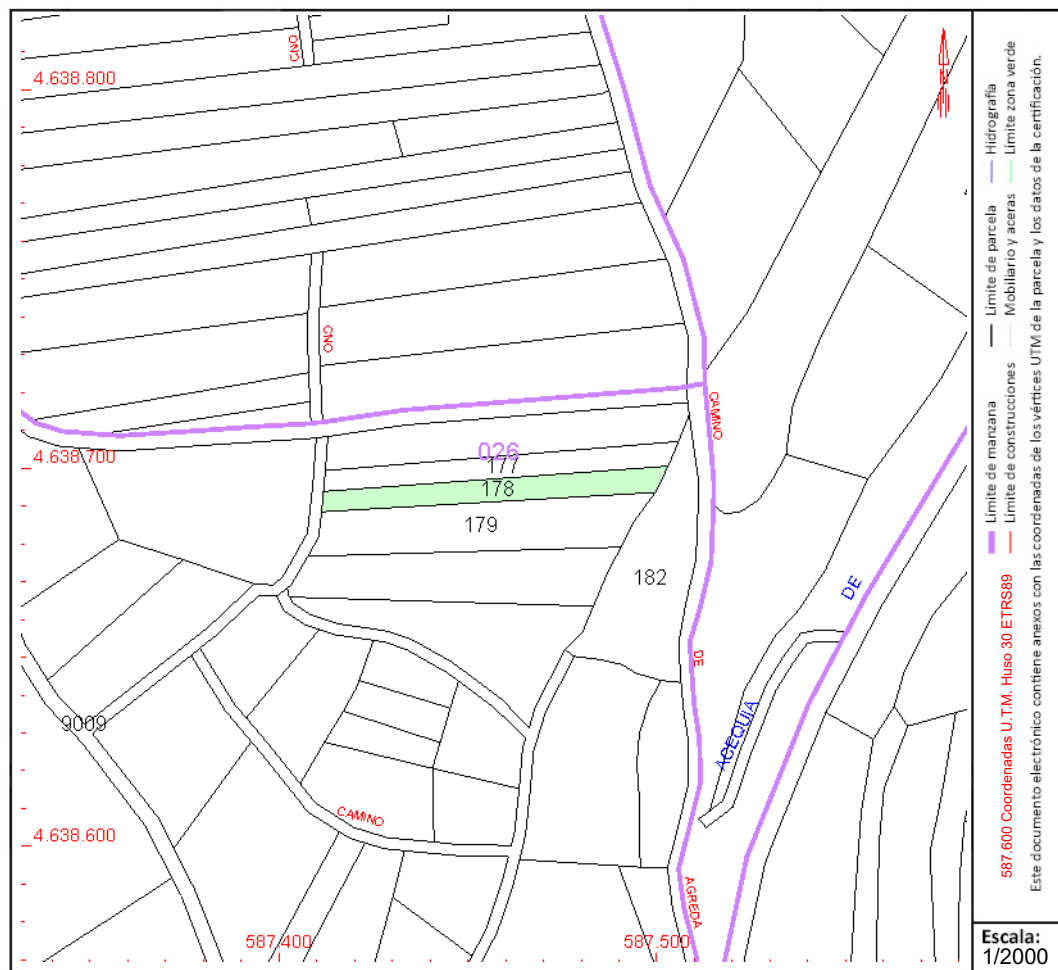 CNO
4.638.800
CNO
CAMINO
026
4.638.700
177
178
179
182
DE
DE
9009
ACEQUIA
CAMINO
4.638.600
AGREDA
587.400
587.500
Límite de manzana
Límite de parcela
Hidrografía
Límite de construcciones
Mobiliario y aceras
Límite zona verde
587.600 Coordenadas U.T.M. Huso 30 ETRS89
Este documento electrónico contiene anexos con las coordenadas de los vértices UTM de la parcela y los datos de la certificación.
Escala:
1/2000